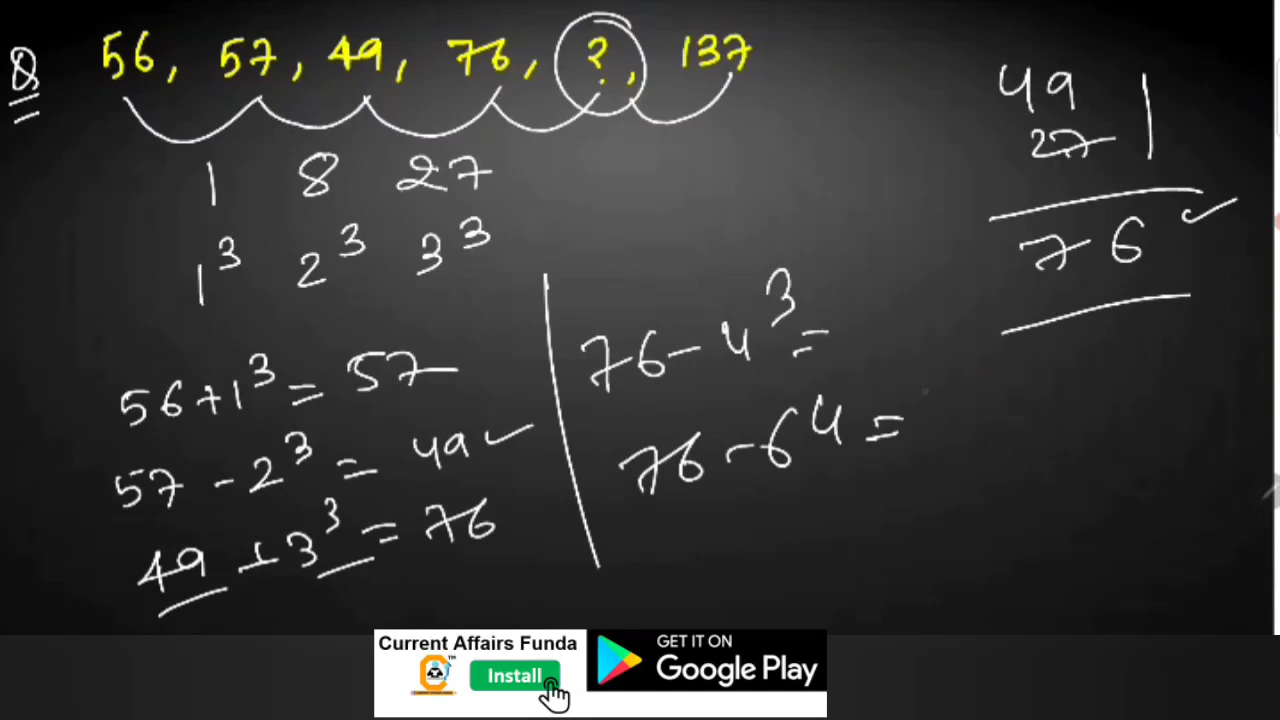 Q 56, 57, 49, 76, ?, 137
1 8 27
1³ 2³ 3³
56+1³ = 57
57 - 2³ = 49 ✓
49 + 3³ = 76
76 - 4³ =
76 - 6⁴ =
49
27
76 ✓
Current Affairs Funda
TM
Install
GET IT ON
Google Play